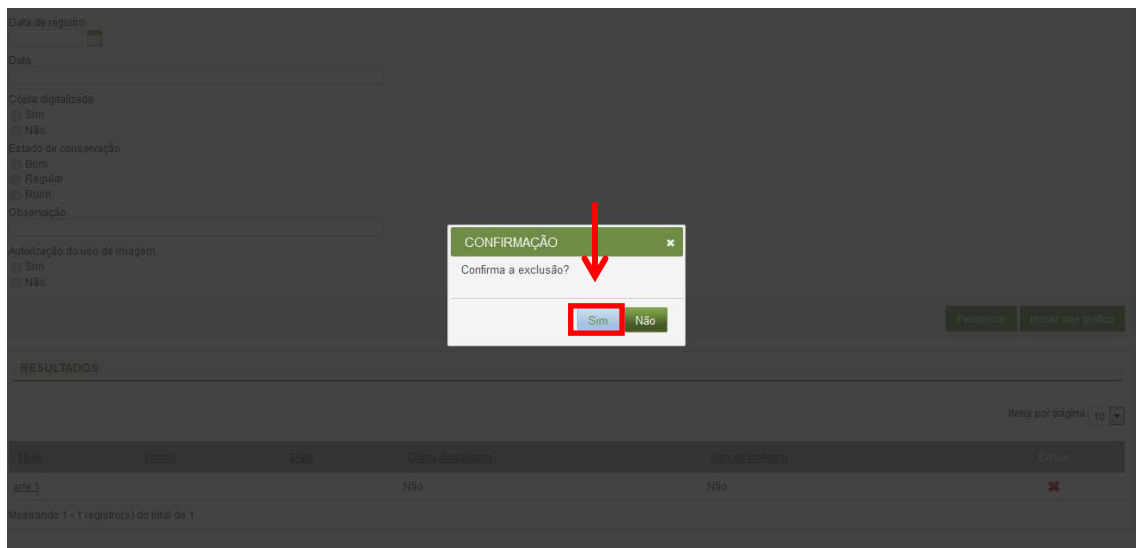 Data de registro
Data
Cópia digitalizada
Sim
Não
Estado de conservação
Bom
Regular
Ruim
Observação
Autorização do uso de imagem
Sim
Não
CONFIRMAÇÃO
Confirma a exclusão?
Sim Não
Pesquisar Incluir arte gráfica
RESULTADOS
Itens por página 10
Título Data Cópia digitalizada Uso de imagem Excluir
arte 1 Não Não
Mostrando 1 - 1 registro(s) do total de 1